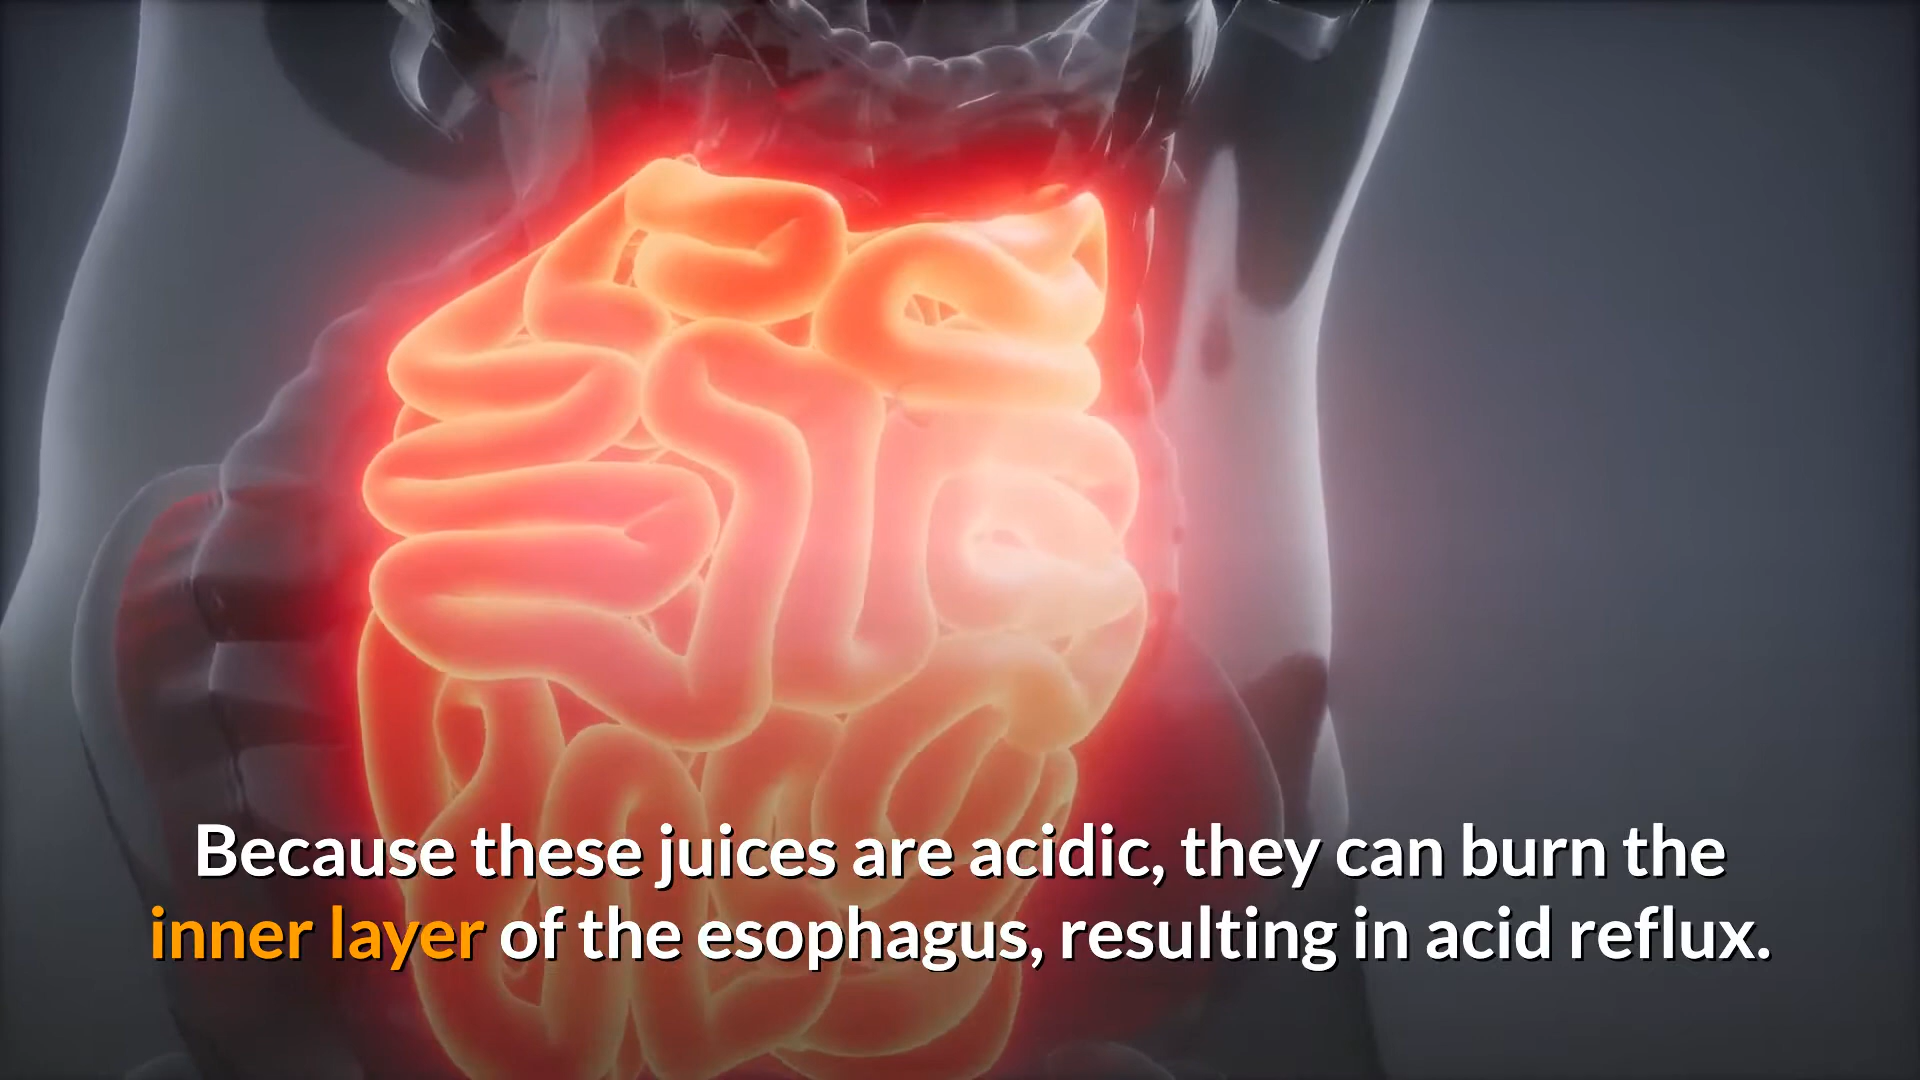 Because these juices are acidic, they can burn the
inner layer of the esophagus, resulting in acid reflux.